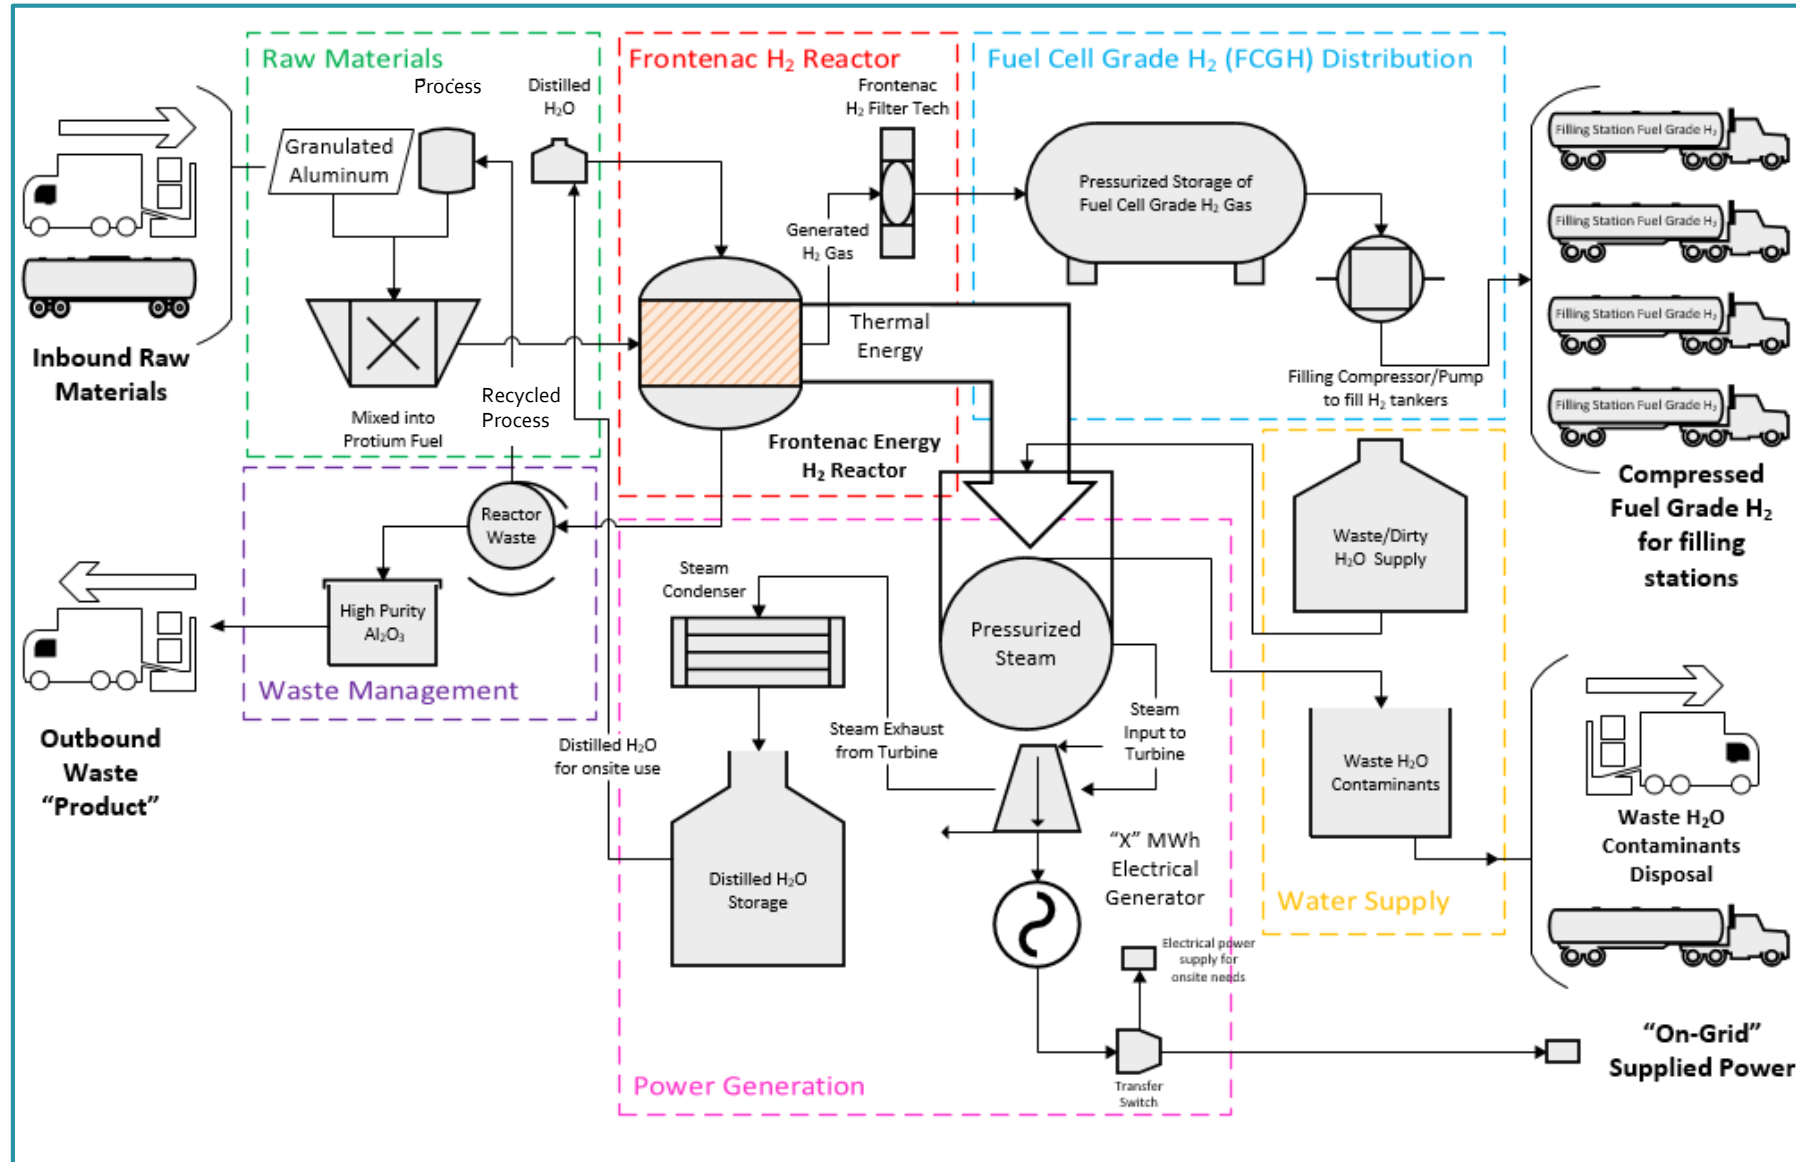 Raw Materials
Process
Distilled
H₂O
Granulated
Aluminum
Mixed into
Protium Fuel
Recycled
Process
Inbound Raw
Materials
Frontenac H₂ Reactor
Frontenac
H₂ Filter Tech
Generated
H₂ Gas
Thermal
Energy
Frontenac Energy
H₂ Reactor
Fuel Cell Grade H₂ (FCGH) Distribution
Pressurized Storage of
Fuel Cell Grade H₂ Gas
Filling Compressor/Pump
to fill H₂ tankers
Filling Station Fuel Grade H₂
Filling Station Fuel Grade H₂
Filling Station Fuel Grade H₂
Filling Station Fuel Grade H₂
Compressed
Fuel Grade H₂
for filling
stations
Reactor
Waste
High Purity
Al₂O₃
Waste Management
Outbound
Waste
“Product”
Steam
Condenser
Pressurized
Steam
Steam Exhaust
from Turbine
Steam
Input to
Turbine
Distilled H₂O
for onsite use
Distilled H₂O
Storage
“X” MWh
Electrical
Generator
Electrical power
supply for
onsite needs
Transfer
Switch
Power Generation
Waste/Dirty
H₂O Supply
Waste H₂O
Contaminants
Water Supply
Waste H₂O
Contaminants
Disposal
“On-Grid”
Supplied Power